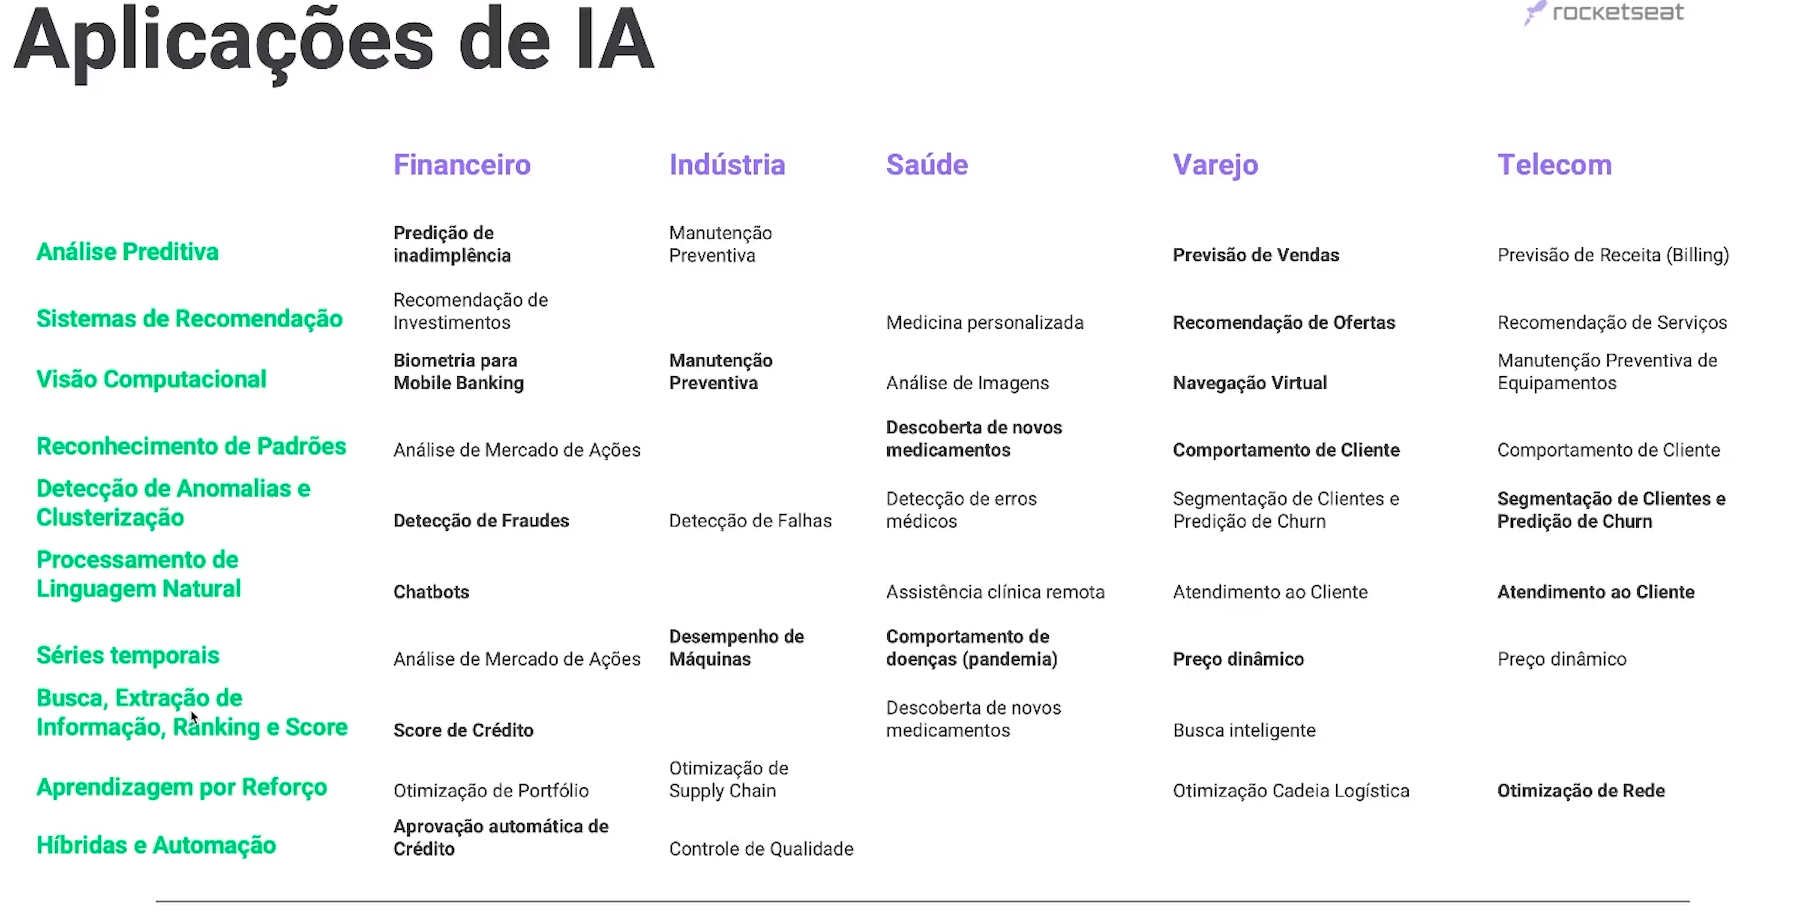 Aplicações de IA
rocketseat
Financeiro Indústria Saúde Varejo Telecom
Análise Preditiva
Predição de
inadimplência
Manutenção
Preventiva
Previsão de Vendas
Previsão de Receita (Billing)
Sistemas de Recomendação
Recomendação de
Investimentos
Medicina personalizada
Recomendação de Ofertas
Recomendação de Serviços
Visão Computacional
Biometria para
Mobile Banking
Manutenção
Preventiva
Análise de Imagens
Navegação Virtual
Manutenção Preventiva de
Equipamentos
Reconhecimento de Padrões
Análise de Mercado de Ações
Descoberta de novos
medicamentos
Comportamento de Cliente
Comportamento de Cliente
Detecção de Anomalias e
Clusterização
Detecção de Fraudes
Detecção de Falhas
Detecção de erros
médicos
Segmentação de Clientes e
Predição de Churn
Segmentação de Clientes e
Predição de Churn
Processamento de
Linguagem Natural
Chatbots
Assistência clínica remota
Atendimento ao Cliente
Atendimento ao Cliente
Séries temporais
Análise de Mercado de Ações
Desempenho de
Máquinas
Comportamento de
doenças (pandemia)
Preço dinâmico
Preço dinâmico
Busca, Extração de
Informação, Ranking e Score
Score de Crédito
Descoberta de novos
medicamentos
Busca inteligente
Aprendizagem por Reforço
Otimização de Portfólio
Otimização de
Supply Chain
Otimização Cadeia Logística
Otimização de Rede
Híbridas e Automação
Aprovação automática de
Crédito
Controle de Qualidade